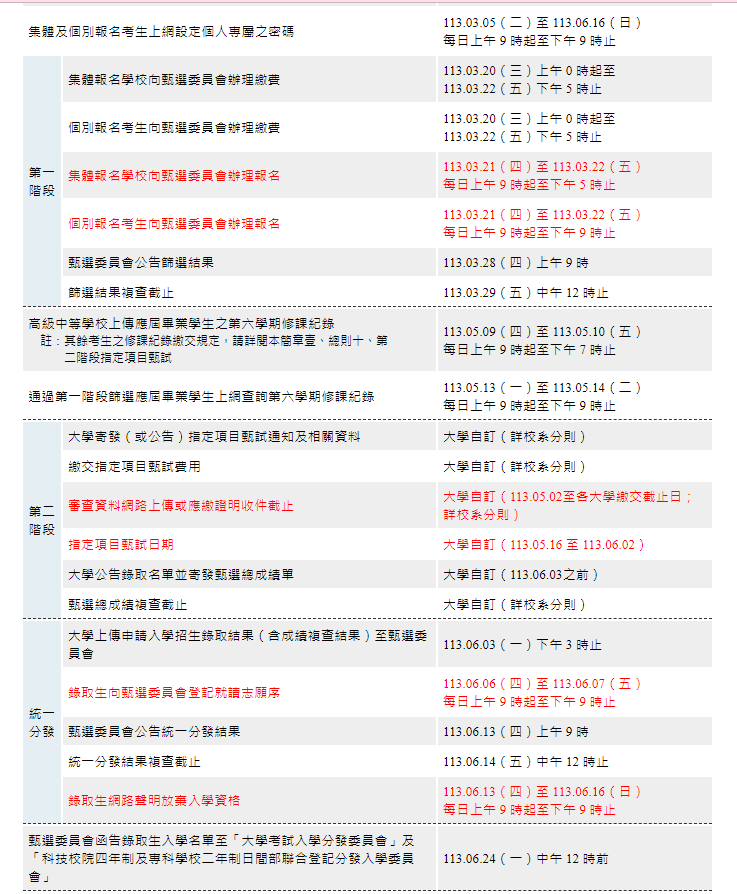 集體及個別報名考生上網設定個人專屬之密碼
113.03.05（二）至 113.06.16（日）
每日上午 9 時起至下午 9 時止
第一
階段
集體報名學校向甄選委員會辦理繳費
113.03.20（三）上午 0 時起至
113.03.22（五）下午 5 時止
個別報名考生向甄選委員會辦理繳費
113.03.20（三）上午 0 時起至
113.03.22（五）下午 5 時止
集體報名學校向甄選委員會辦理報名
113.03.21（四）至 113.03.22（五）
每日上午 9 時起至下午 5 時止
個別報名考生向甄選委員會辦理報名
113.03.21（四）至 113.03.22（五）
每日上午 9 時起至下午 9 時止
甄選委員會公告篩選結果
113.03.28（四）上午 9 時
篩選結果複查截止
113.03.29（五）中午 12 時止
高級中等學校上傳應屆畢業學生之第六學期修課紀錄
註：其餘考生之修課紀錄繳交規定，請詳閱本簡章壹、總則十、第
二階段指定項目甄試
113.05.09（四）至 113.05.10（五）
每日上午 9 時起至下午 7 時止
通過第一階段篩選應屆畢業學生上網查詢第六學期修課紀錄
113.05.13（一）至 113.05.14（二）
每日上午 9 時起至下午 9 時止
第二
階段
大學寄發（或公告）指定項目甄試通知及相關資料
大學自訂（詳校系分則）
繳交指定項目甄試費用
大學自訂（詳校系分則）
審查資料網路上傳或應繳證明收件截止
大學自訂（113.05.02至各大學繳交截止日；
詳校系分則）
指定項目甄試日期
大學自訂（113.05.16 至 113.06.02）
大學公告錄取名單並寄發甄選總成績單
大學自訂（113.06.03之前）
甄選總成績複查截止
大學自訂（詳校系分則）
統一
分發
大學上傳申請入學招生錄取結果（含成績複查結果）至甄選委
員會
113.06.03（一）下午 3 時止
錄取生向甄選委員會登記就讀志願序
113.06.06（四）至 113.06.07（五）
每日上午 9 時起至下午 9 時止
甄選委員會公告統一分發結果
113.06.13（四）上午 9 時
統一分發結果複查截止
113.06.14（五）中午 12 時止
錄取生網路聲明放棄入學資格
113.06.13（四）至 113.06.16（日）
每日上午 9 時起至下午 9 時止
甄選委員會函告錄取生入學名單至「大學考試入學分發委員會」及
「科技校院四年制及專科學校二年制日間部聯合登記分發入學委員
會」
113.06.24（一）中午 12 時前